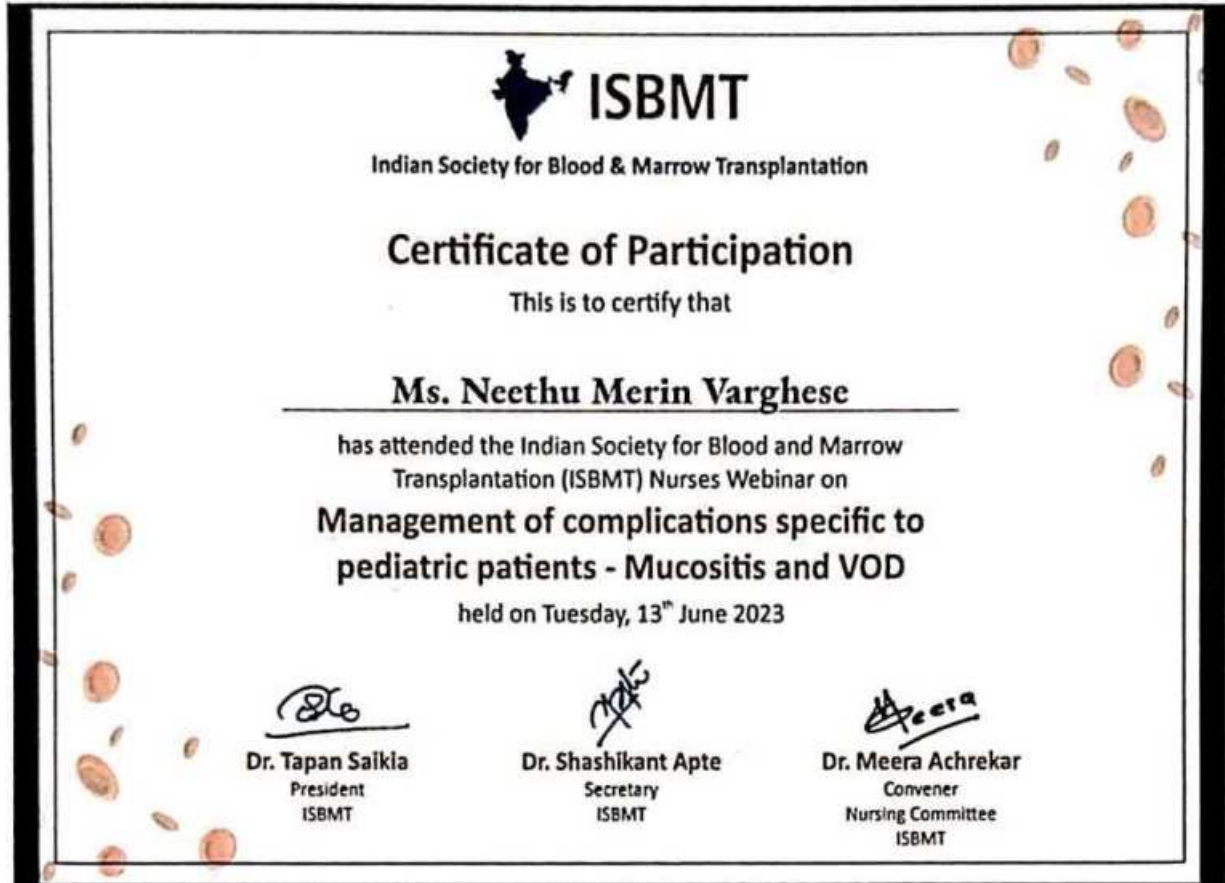 ISBMT
Indian Society for Blood & Marrow Transplantation
Certificate of Participation
This is to certify that
Ms. Neethu Merin Varghese
has attended the Indian Society for Blood and Marrow
Transplantation (ISBMT) Nurses Webinar on
Management of complications specific to
pediatric patients - Mucositis and VOD
held on Tuesday, 13th June 2023
Meera
Dr. Tapan Saikia
President
ISBMT
Dr. Shashikant Apte
Secretary
ISBMT
Dr. Meera Achrekar
Convener
Nursing Committee
ISBMT